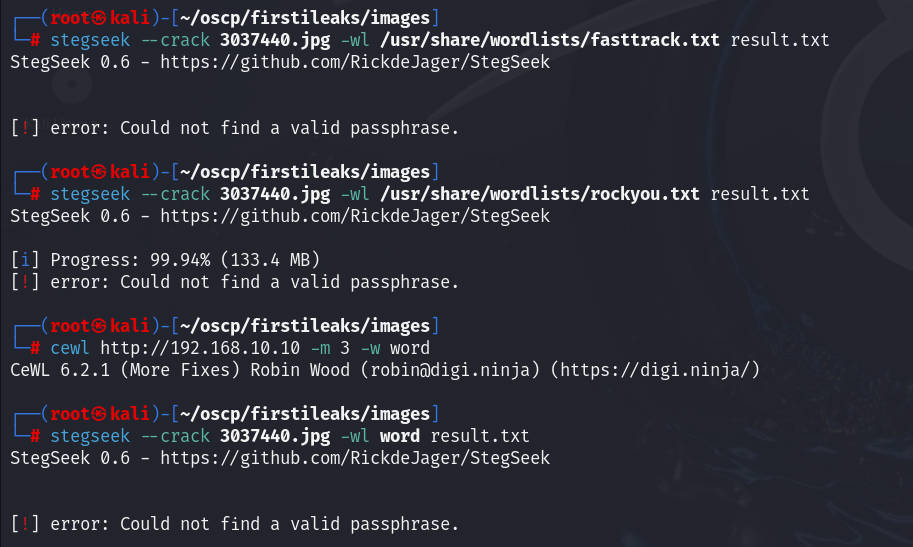 ┌──(root㉿kali)-[~/oscp/firstileaks/images]
└─# stegseek --crack 3037440.jpg -wl /usr/share/wordlists/fasttrack.txt result.txt
StegSeek 0.6 - https://github.com/RickdeJager/StegSeek
[!] error: Could not find a valid passphrase.
┌──(root㉿kali)-[~/oscp/firstileaks/images]
└─# stegseek --crack 3037440.jpg -wl /usr/share/wordlists/rockyou.txt result.txt
StegSeek 0.6 - https://github.com/RickdeJager/StegSeek
[i] Progress: 99.94% (133.4 MB)
[!] error: Could not find a valid passphrase.
┌──(root㉿kali)-[~/oscp/firstileaks/images]
└─# cewl http://192.168.10.10 -m 3 -w word
CeWL 6.2.1 (More Fixes) Robin Wood (robin@digi.ninja) (https://digi.ninja/)
┌──(root㉿kali)-[~/oscp/firstileaks/images]
└─# stegseek --crack 3037440.jpg -wl word result.txt
StegSeek 0.6 - https://github.com/RickdeJager/StegSeek
[!] error: Could not find a valid passphrase.